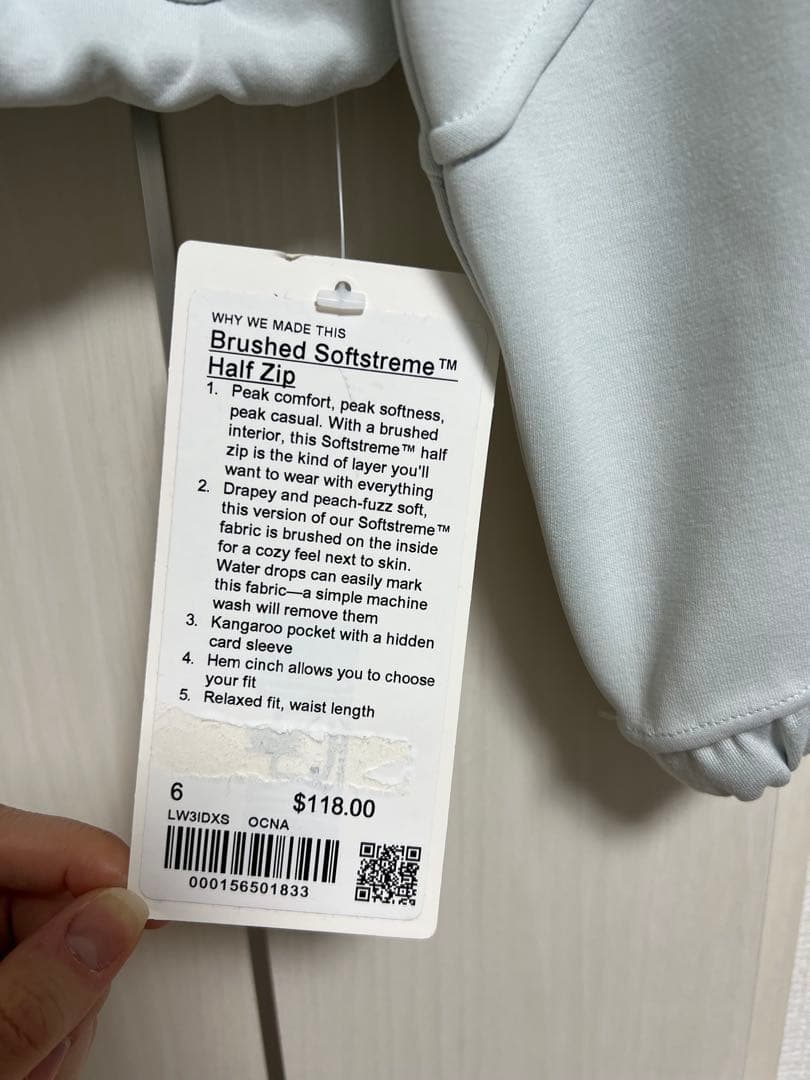 WHY WE MADE THIS
Brushed Softstreme™
Half Zip
1. Peak comfort, peak softness,
peak casual. With a brushed
interior, this Softstreme™ half
zip is the kind of layer you'll
want to wear with everything
2. Drapey and peach-fuzz soft,
this version of our Softstreme™
fabric is brushed on the inside
for a cozy feel next to skin.
Water drops can easily mark
this fabric—a simple machine
wash will remove them
3. Kangaroo pocket with a hidden
card sleeve
4. Hem cinch allows you to choose
your fit
5. Relaxed fit, waist length
6 $118.00
LW3IDXS OCNA
000156501833